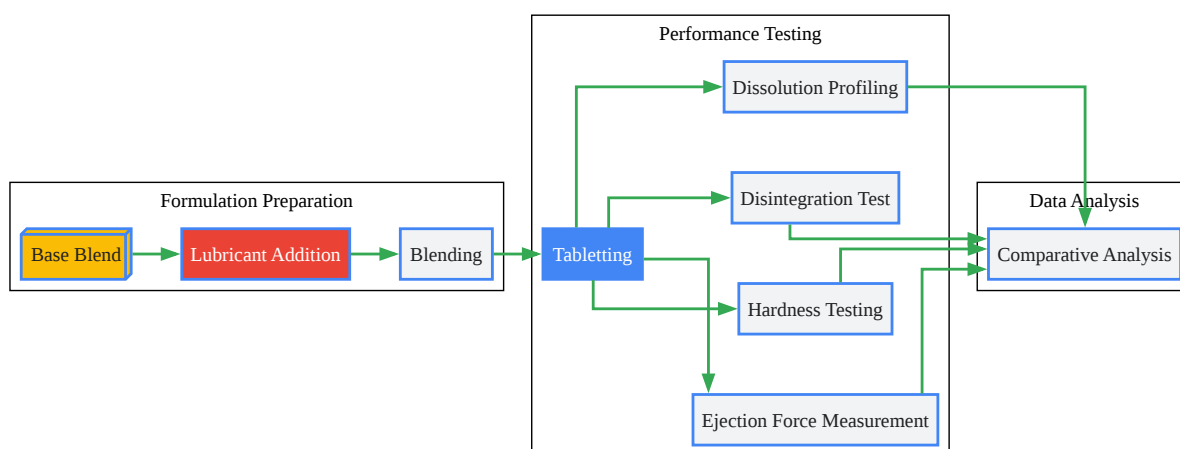 Performance Testing
Dissolution Profiling
Formulation Preparation
Disintegration Test
Data Analysis
Base Blend
Lubricant Addition
Blending
Tabletting
Comparative Analysis
Hardness Testing
Ejection Force Measurement